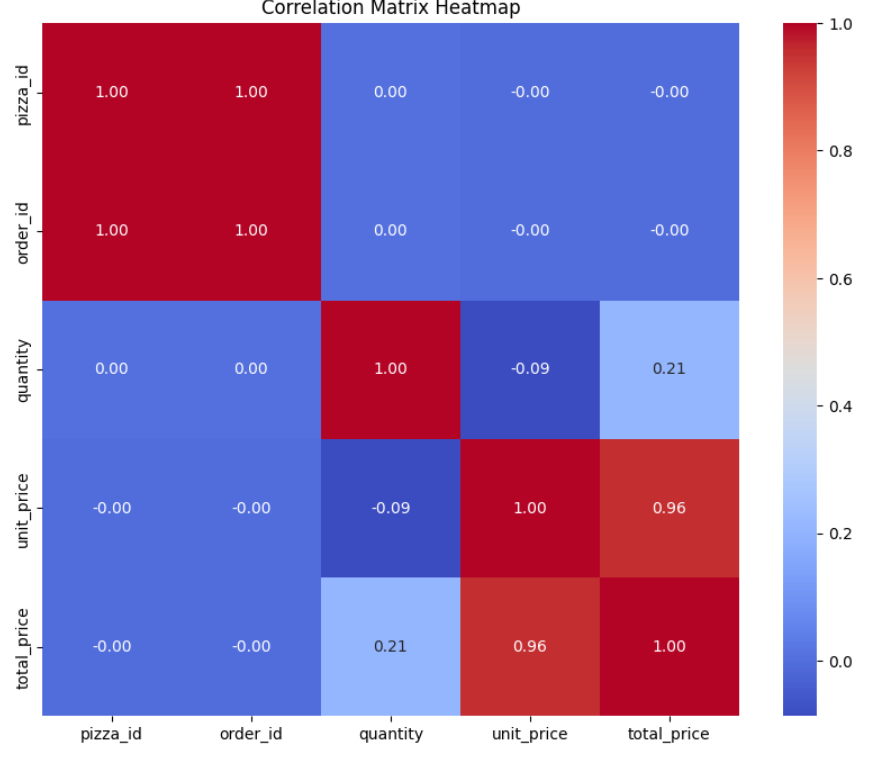 Correlation Matrix Heatmap
pizza_id 1.00 1.00 0.00 -0.00 -0.00
order_id 1.00 1.00 0.00 -0.00 -0.00
quantity 0.00 0.00 1.00 -0.09 0.21
unit_price -0.00 -0.00 -0.09 1.00 0.96
total_price -0.00 -0.00 0.21 0.96 1.00
pizza_id order_id quantity unit_price total_price
1.0
0.8
0.6
0.4
0.2
0.0